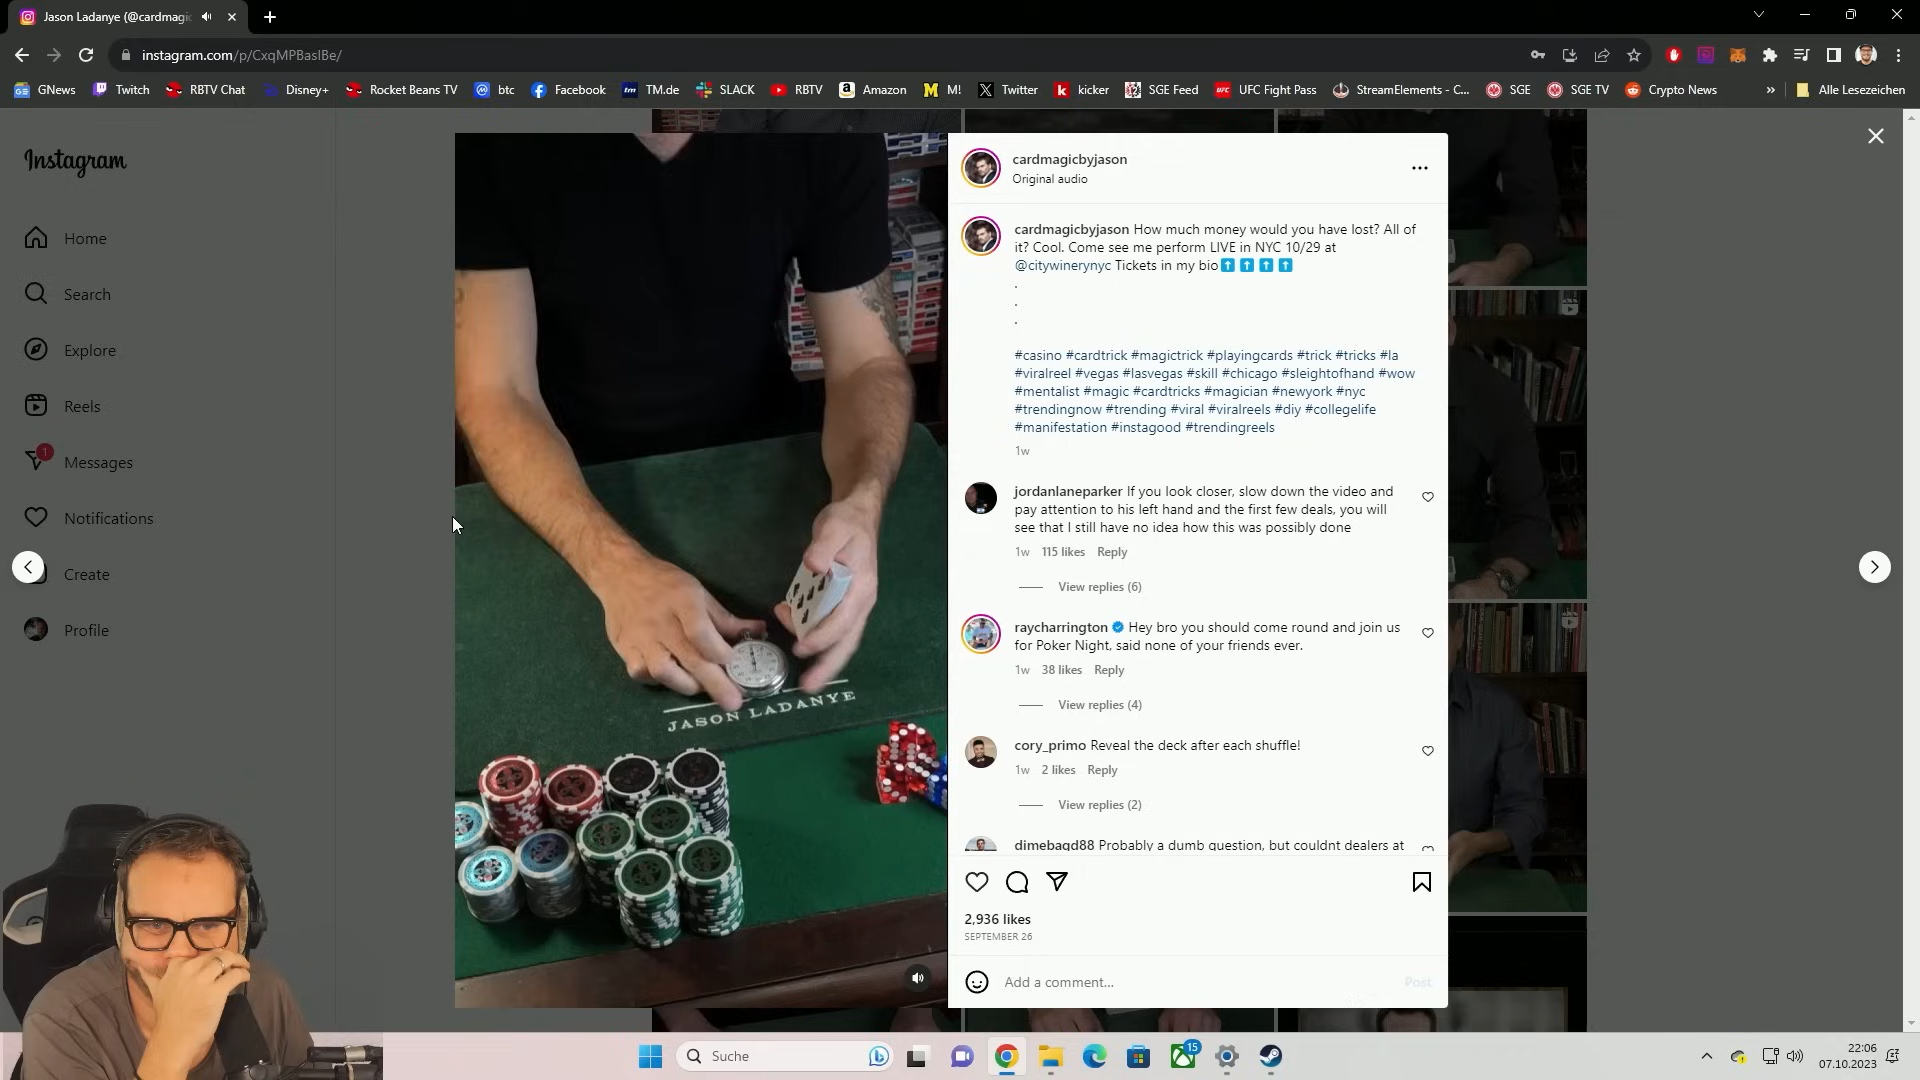 Jason Ladanye (@cardmagic
instagram.com/p/CxqMPBaslBe/
GNews
Twitch
RBTV Chat
Disney+
Rocket Beans TV
btc
Facebook
TM.de
SLACK
RBTV
Amazon
M!
Twitter
kicker
SGE Feed
UFC Fight Pass
StreamElements - C...
SGE
SGE TV
Crypto News
»
Alle Lesezeichen
Instagram
Home
Search
Explore
Reels
1
Messages
Notifications
Create
Profile
JASON LADANYE
cardmagicbyjason
Original audio
cardmagicbyjason How much money would you have lost? All of
it? Cool. Come see me perform LIVE in NYC 10/29 at
@citywinerynyc Tickets in my bio⬆️⬆️⬆️⬆️
.
.
.
#casino #cardtrick #magictrick #playingcards #trick #tricks #la
#viralreel #vegas #lasvegas #skill #chicago #sleightofhand #wow
#mentalist #magic #cardtricks #magician #newyork #nyc
#trendingnow #trending #viral #viralreels #diy #collegelife
#manifestation #instagood #trendingreels
1w
jordanlaneparker If you look closer, slow down the video and
pay attention to his left hand and the first few deals, you will
see that I still have no idea how this was possibly done
1w 115 likes Reply
View replies (6)
raycharrington Hey bro you should come round and join us
for Poker Night, said none of your friends ever.
1w 38 likes Reply
View replies (4)
cory_primo Reveal the deck after each shuffle!
1w 2 likes Reply
View replies (2)
dimebagd88 Probably a dumb question, but couldnt dealers at
2,936 likes
SEPTEMBER 26
Add a comment...
Post
Suche
15
22:06
07.10.2023